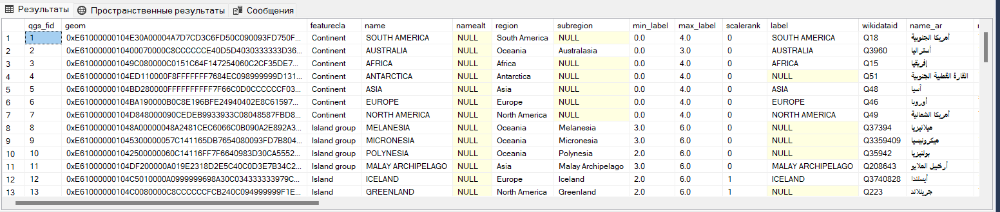 Результаты Пространственные результаты Сообщения
qgs_fid geom featurecla name namealt region subregion min_label max_label scalerank label wikidataid name_ar
1 1 0xE61000000104E30A00004A7D7CD3C6FD50C090093FD750F... Continent SOUTH AMERICA NULL South America NULL 0.0 4.0 0 SOUTH AMERICA Q18 أمريكا الجنوبية
2 2 0xE610000001040007​0000C8CCCCCCE40D5D4030333333D36... Continent AUSTRALIA NULL Oceania Australasia 0.0 3.0 0 AUSTRALIA Q3960 أستراليا
3 3 0xE610000001049C080000C0151C64F147254060C2CF35DE7... Continent AFRICA NULL Africa NULL 0.0 4.0 0 AFRICA Q15 إفريقيا
4 4 0xE61000000104ED110000F8FFFFFFF7684EC098999999D131... Continent ANTARCTICA NULL Antarctica NULL 0.0 4.0 0 NULL Q51 القارة القطبية الجنوبية
5 5 0xE61000000104BD280000FFFFFFFFFF7F66C0D0CCCCCCF03... Continent ASIA NULL Asia NULL 0.0 4.0 0 ASIA Q48 آسيا
6 6 0xE61000000104BA190000B0C8E196BFE24940402E8C61597... Continent EUROPE NULL Europe NULL 0.0 4.0 0 EUROPE Q46 أوروبا
7 7 0xE61000000104D848000090CEDEB9933933C08048587FBD8... Continent NORTH AMERICA NULL North America NULL 0.0 4.0 0 NORTH AMERICA Q49 أمريكا الشمالية
8 8 0xE610000001048A00000048A2481CEC6066C0B090A2E892A3... Island group MELANESIA NULL Oceania Melanesia 3.0 6.0 0 NULL Q37394 ميلانيزيا
9 9 0xE6100000010453​00000057C141165DB7654080093FD7B804... Island group MICRONESIA NULL Oceania Micronesia 3.0 6.0 0 NULL Q3359409 ميكرونيسيا
10 10 0xE6100000010425​00000060C14116FF7F6640983D30CA5552... Island group POLYNESIA NULL Oceania Polynesia 2.0 6.0 0 NULL Q35942 بولنيزيا
11 11 0xE61000000104DF200000A019E2318D2E5C40C0D3E7B34C2... Island group MALAY ARCHIPELAGO NULL Asia Malay Archipelago 3.0 6.0 0 MALAY ARCHIPELAGO Q208643 أرخبيل الملايو
12 12 0xE61000000104C5010000A0999999698A30C034333333979C... Island ICELAND NULL Europe Iceland 2.0 6.0 1 ICELAND Q3740828 آيسلندا
13 13 0xE61000000104C0080000C8CCCCCCFCB240C094999999F1E... Island GREENLAND NULL North America Greenland 2.0 6.0 1 NULL Q223 جرينلاند